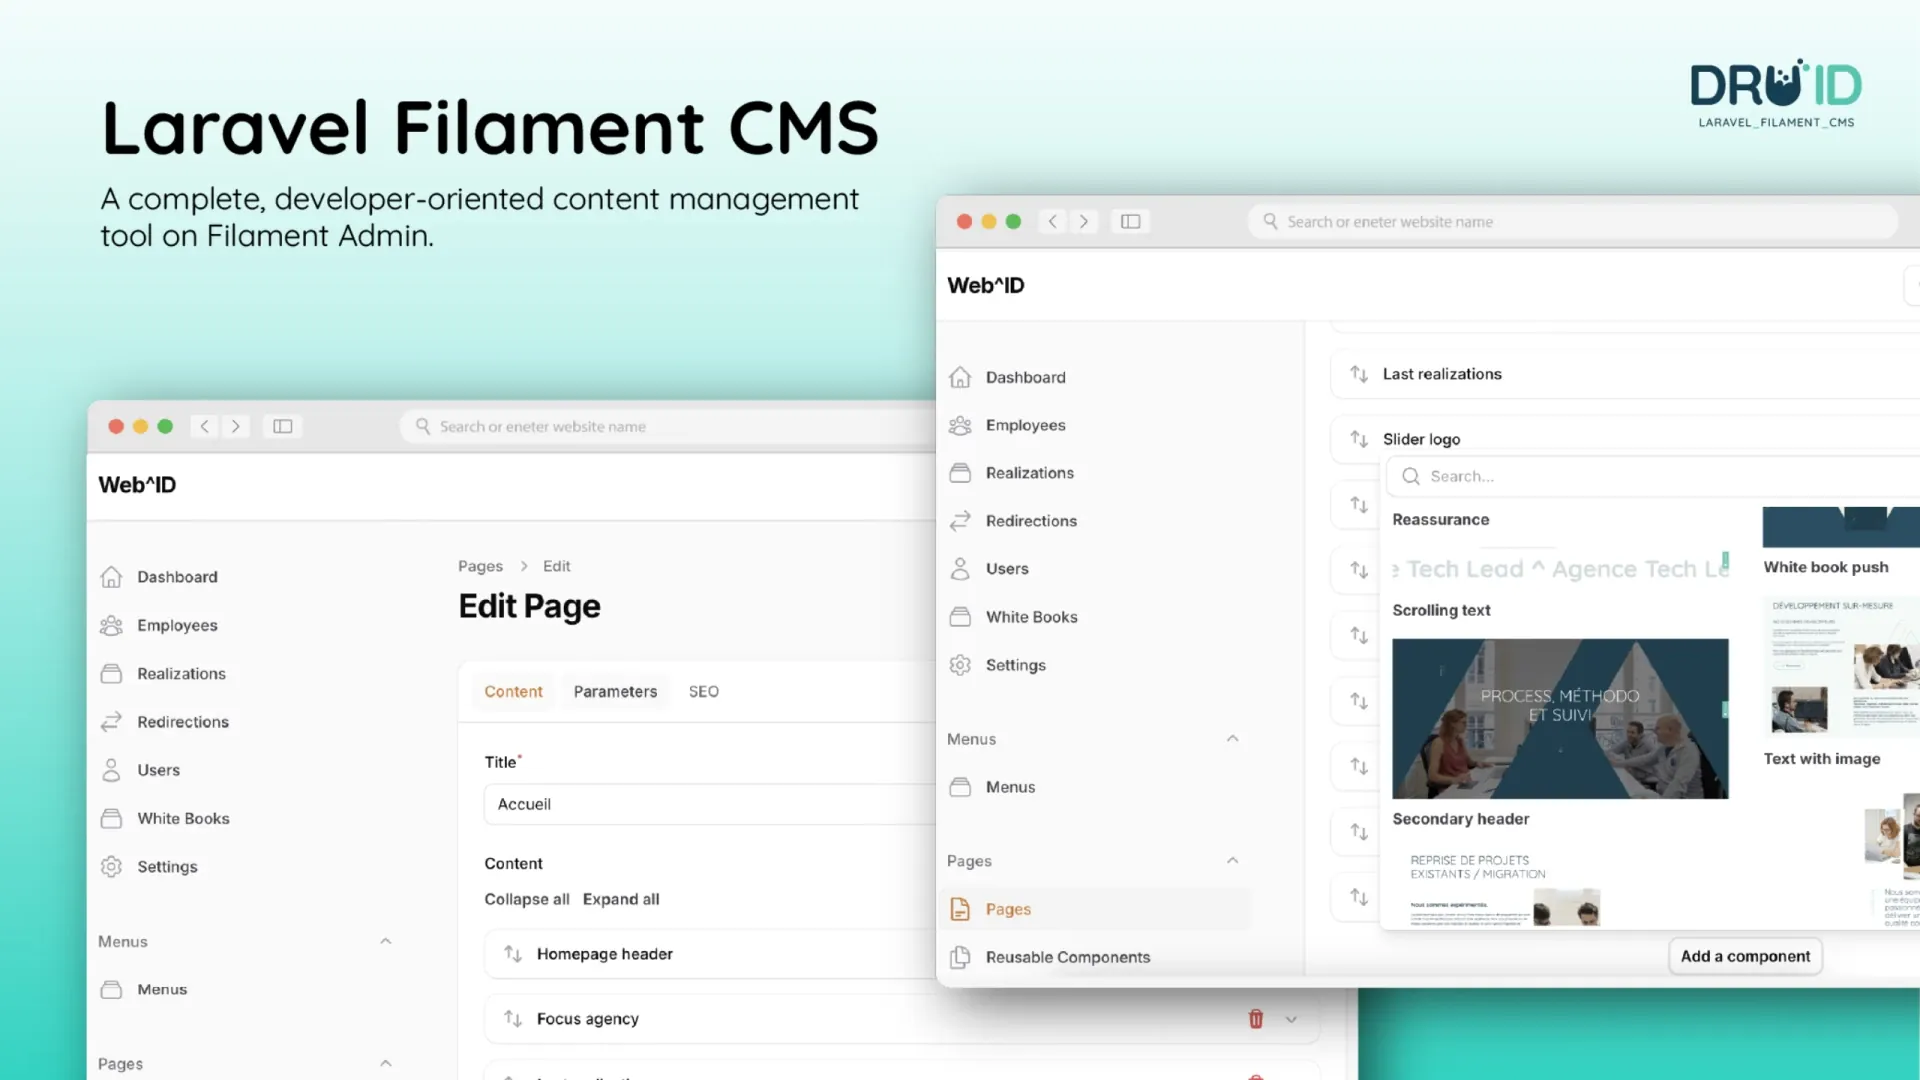 Laravel Filament CMS
A complete, developer-oriented content management
tool on Filament Admin.
DRUID
LARAVEL_FILAMENT_CMS
Search or eneter website name
Web^ID
Dashboard
Employees
Realizations
Redirections
Users
White Books
Settings
Menus
Menus
Pages
Pages > Edit
Edit Page
Content Parameters SEO
Title*
Accueil
Content
Collapse all Expand all
Homepage header
Focus agency
Search or eneter website name
Web^ID
Dashboard
Employees
Realizations
Redirections
Users
White Books
Settings
Menus
Menus
Pages
Pages
Reusable Components
Last realizations
Slider logo
Search...
Reassurance
Tech Lead ^ Agence Tech Le
Scrolling text
PROCESS, MÉTHODO
ET SUIVI
Secondary header
REPRISE DE PROJETS
EXISTANTS / MIGRATION
Nous sommes expérimentés.
White book push
DÉVELOPPEMENT SUR-MESURE
Text with image
Add a component